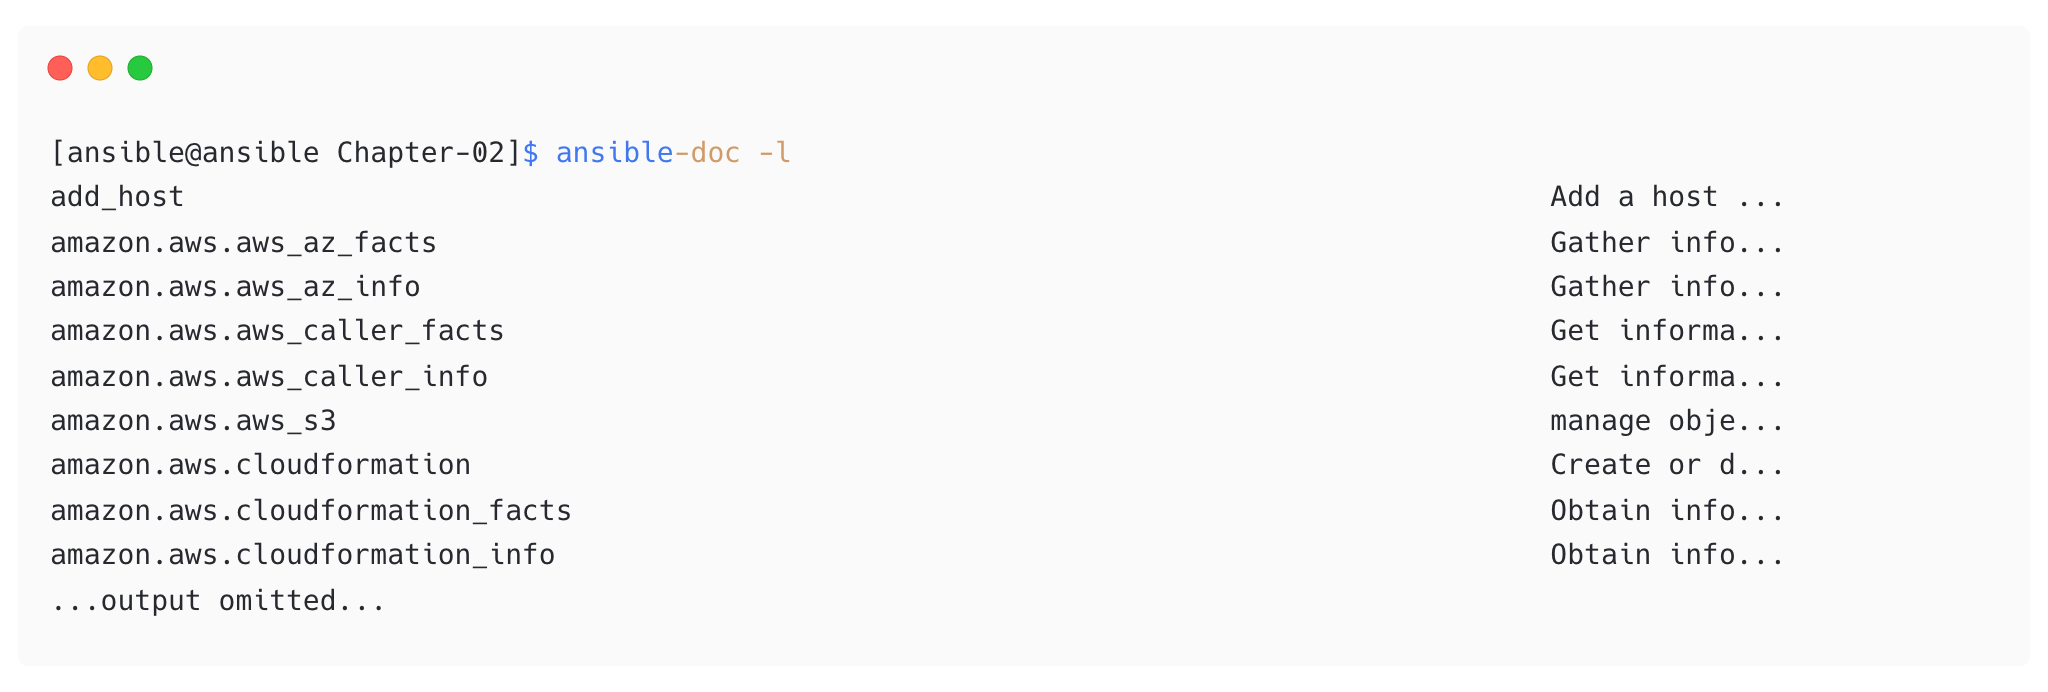 [ansible@ansible Chapter-02]$ ansible-doc -l
add_host Add a host ...
amazon.aws.aws_az_facts Gather info...
amazon.aws.aws_az_info Gather info...
amazon.aws.aws_caller_facts Get informa...
amazon.aws.aws_caller_info Get informa...
amazon.aws.aws_s3 manage obje...
amazon.aws.cloudformation Create or d...
amazon.aws.cloudformation_facts Obtain info...
amazon.aws.cloudformation_info Obtain info...
...output omitted...